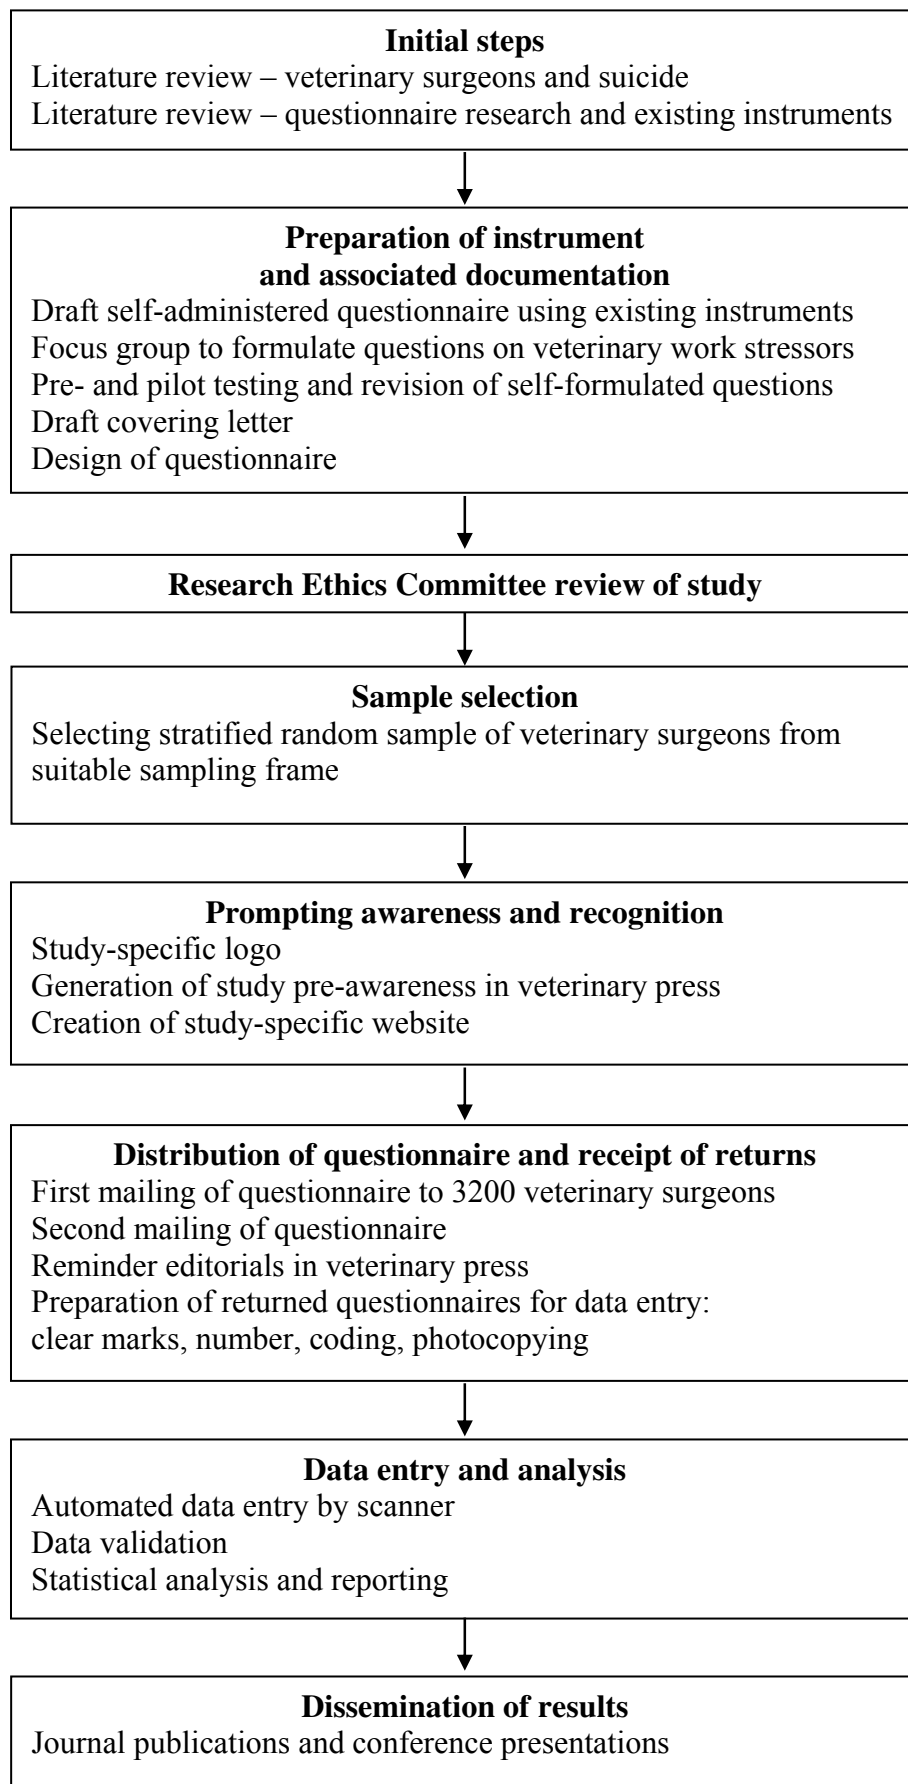 Initial steps
Literature review – veterinary surgeons and suicide
Literature review – questionnaire research and existing instruments
Preparation of instrument
and associated documentation
Draft self-administered questionnaire using existing instruments
Focus group to formulate questions on veterinary work stressors
Pre- and pilot testing and revision of self-formulated questions
Draft covering letter
Design of questionnaire
Research Ethics Committee review of study
Sample selection
Selecting stratified random sample of veterinary surgeons from
suitable sampling frame
Prompting awareness and recognition
Study-specific logo
Generation of study pre-awareness in veterinary press
Creation of study-specific website
Distribution of questionnaire and receipt of returns
First mailing of questionnaire to 3200 veterinary surgeons
Second mailing of questionnaire
Reminder editorials in veterinary press
Preparation of returned questionnaires for data entry:
clear marks, number, coding, photocopying
Data entry and analysis
Automated data entry by scanner
Data validation
Statistical analysis and reporting
Dissemination of results
Journal publications and conference presentations